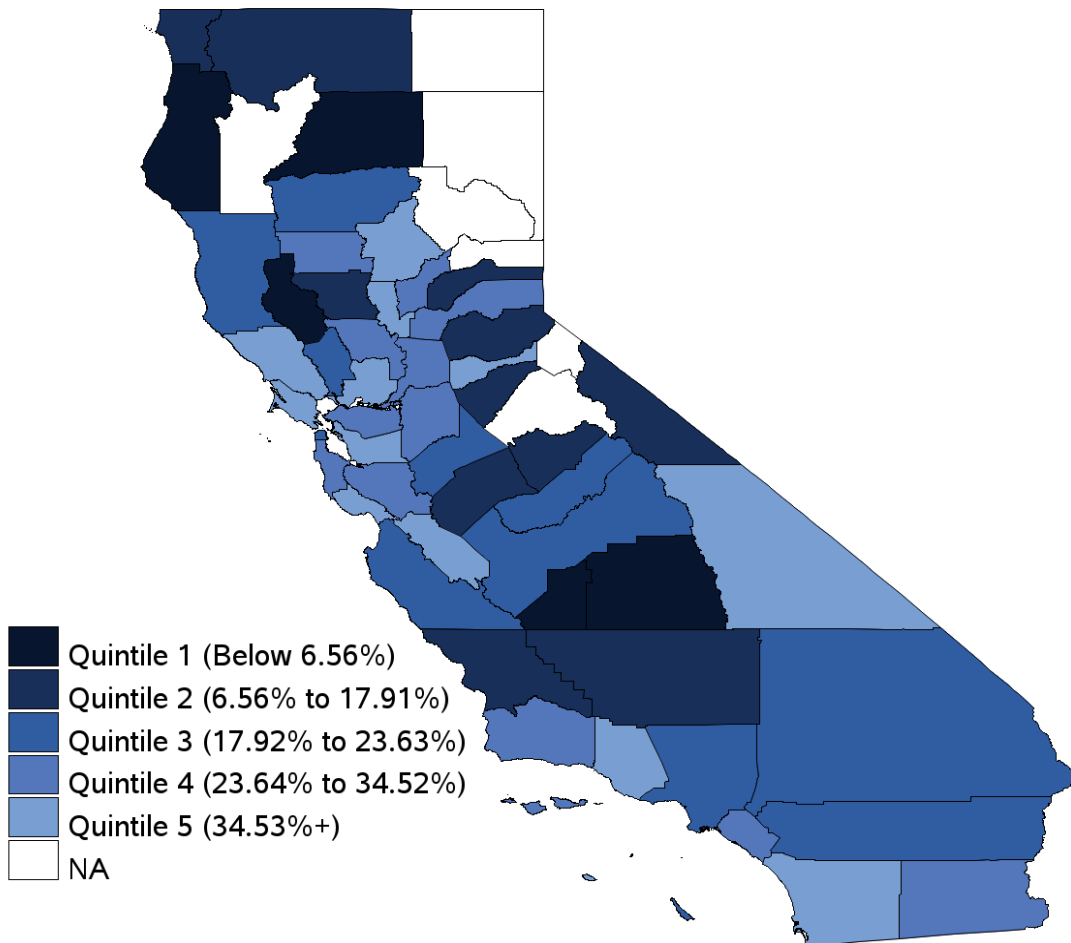 Quintile 1 (Below 6.56%)
Quintile 2 (6.56% to 17.91%)
Quintile 3 (17.92% to 23.63%)
Quintile 4 (23.64% to 34.52%)
Quintile 5 (34.53%+)
NA